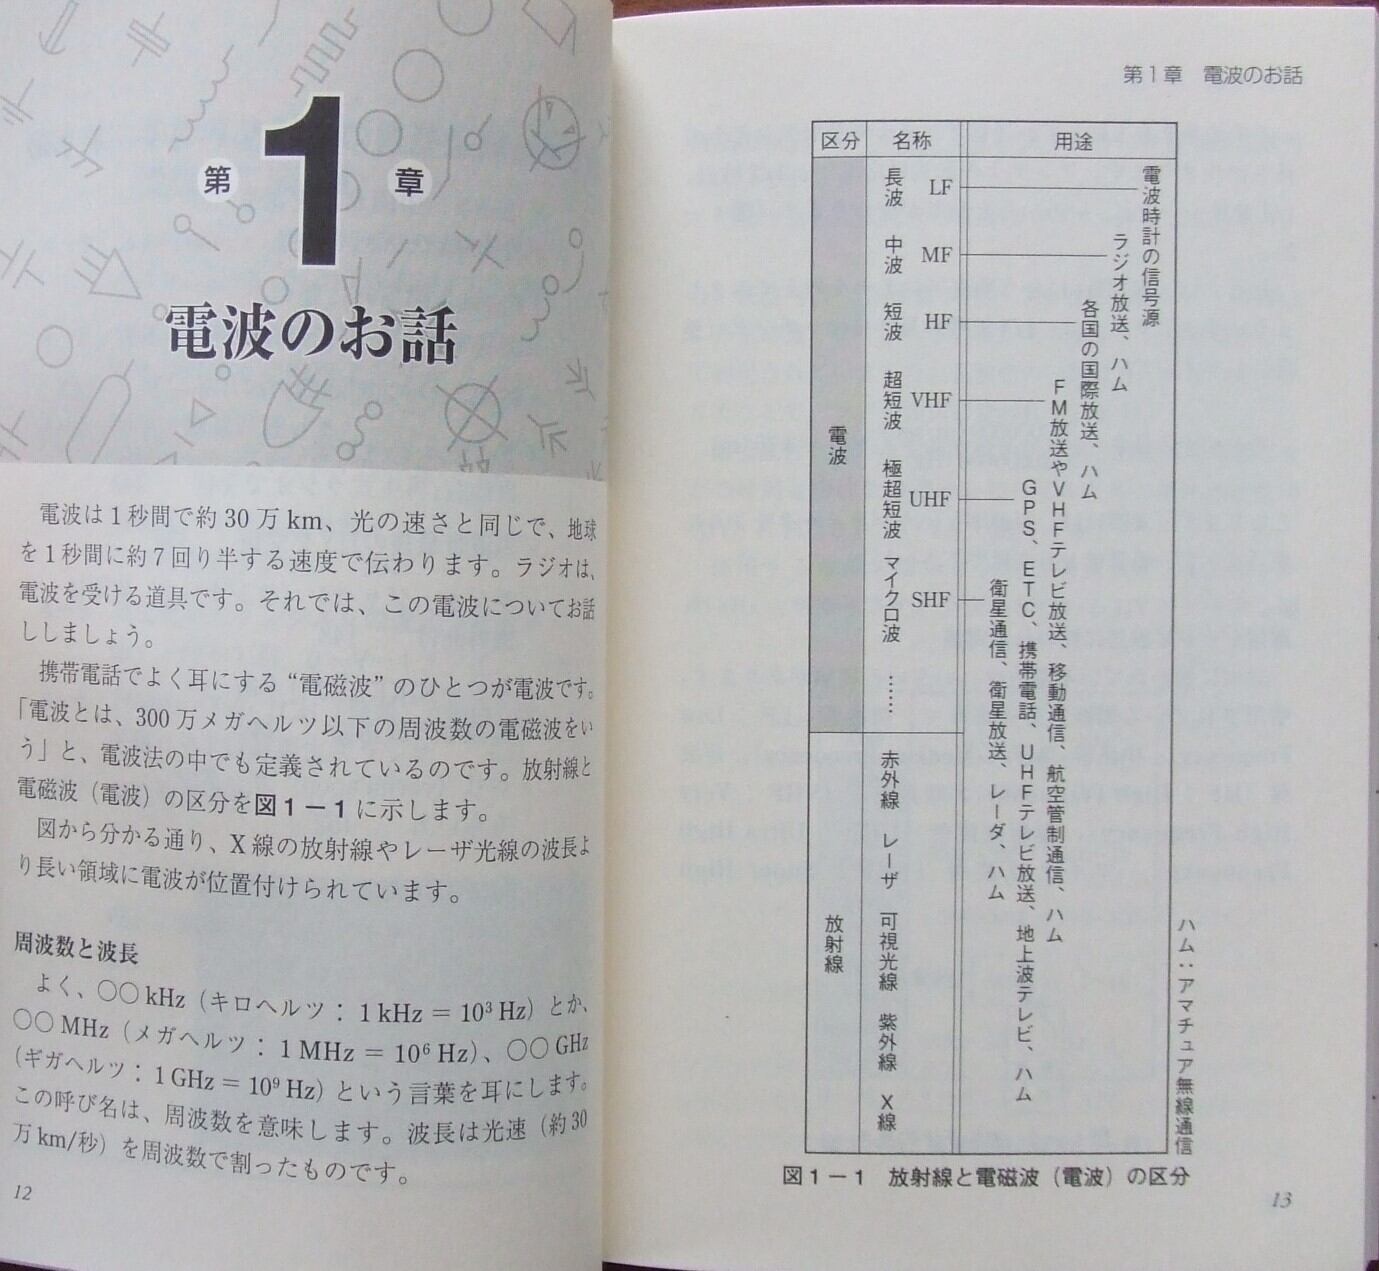 第1章
電波のお話
電波は1秒間で約30万km、光の速さと同じで、地球
を1秒間に約7回り半する速度で伝わります。ラジオは、
電波を受ける道具です。それでは、この電波についてお話
ししましょう。
携帯電話でよく耳にする“電磁波”のひとつが電波です。
「電波とは、300万メガヘルツ以下の周波数の電磁波をい
う」と、電波法の中でも定義されているのです。放射線と
電磁波（電波）の区分を図1－1に示します。
図から分かる通り、X線の放射線やレーザ光線の波長よ
り長い領域に電波が位置付けられています。
周波数と波長
よく、○○kHz（キロヘルツ：1kHz＝10³Hz）とか、
○○MHz（メガヘルツ：1MHz＝10⁶Hz）、○○GHz
（ギガヘルツ：1GHz＝10⁹Hz）という言葉を耳にします。
この呼び名は、周波数を意味します。波長は光速（約30
万km/秒）を周波数で割ったものです。
12
第1章　電波のお話
区分　名称　用途
電波
長波 LF 電波時計の信号源
中波 MF ラジオ放送、ハム
短波 HF 各国の国際放送、ハム
超短波 VHF FM放送やVHFテレビ放送、移動通信、航空管制通信、ハム
極超短波 UHF GPS、ETC、携帯電話、UHFテレビ放送、地上波テレビ、ハム
マイクロ波 SHF 衛星通信、衛星放送、レーダ、ハム
……
放射線
赤外線
レーザ
可視光線
紫外線
X線
ハム：アマチュア無線通信
図1－1　放射線と電磁波（電波）の区分
13